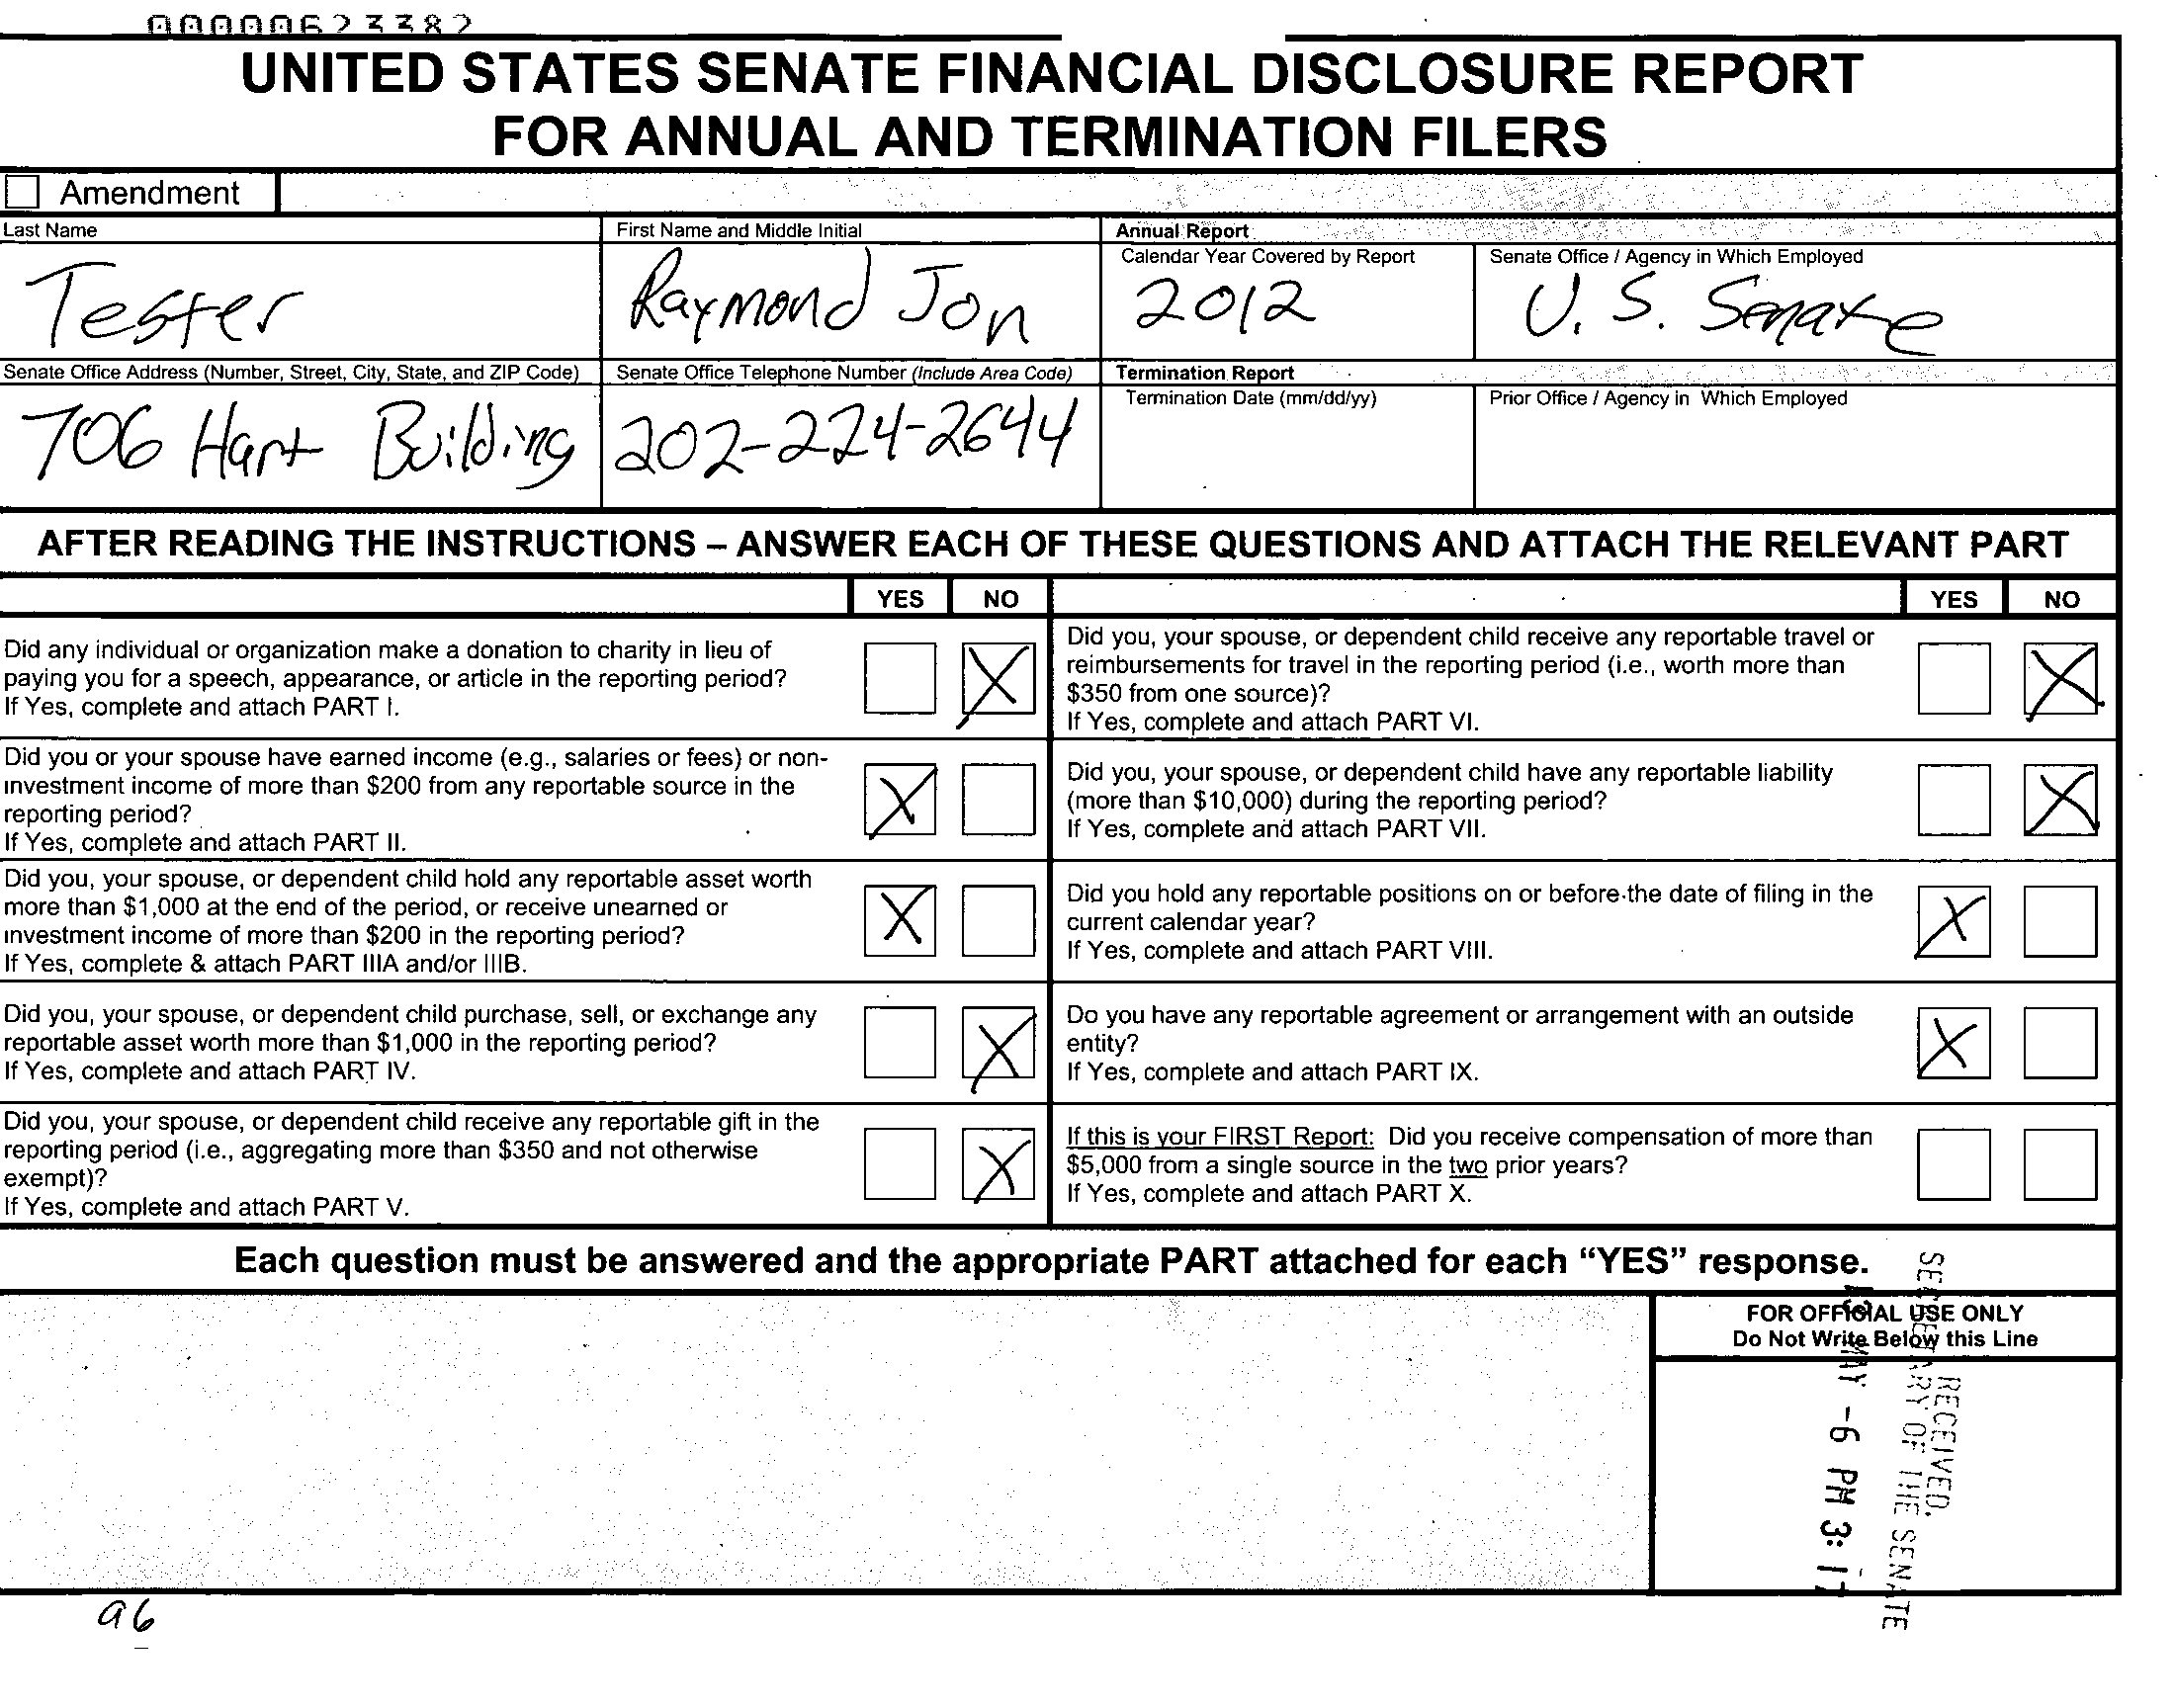 00000623382
UNITED STATES SENATE FINANCIAL DISCLOSURE REPORT
FOR ANNUAL AND TERMINATION FILERS
Amendment
Last Name
First Name and Middle Initial
Annual Report
Calendar Year Covered by Report
Senate Office / Agency in Which Employed
Tester
Raymond Jon
2012
U. S. Senate
Senate Office Address (Number, Street, City, State, and ZIP Code)
Senate Office Telephone Number (Include Area Code)
Termination Report
Termination Date (mm/dd/yy)
Prior Office / Agency in Which Employed
706 Hart Building
202-224-2644
AFTER READING THE INSTRUCTIONS – ANSWER EACH OF THESE QUESTIONS AND ATTACH THE RELEVANT PART
YES NO
YES NO
Did any individual or organization make a donation to charity in lieu of
paying you for a speech, appearance, or article in the reporting period?
If Yes, complete and attach PART I.
Did you, your spouse, or dependent child receive any reportable travel or
reimbursements for travel in the reporting period (i.e., worth more than
$350 from one source)?
If Yes, complete and attach PART VI.
Did you or your spouse have earned income (e.g., salaries or fees) or non-
investment income of more than $200 from any reportable source in the
reporting period?
If Yes, complete and attach PART II.
Did you, your spouse, or dependent child have any reportable liability
(more than $10,000) during the reporting period?
If Yes, complete and attach PART VII.
Did you, your spouse, or dependent child hold any reportable asset worth
more than $1,000 at the end of the period, or receive unearned or
investment income of more than $200 in the reporting period?
If Yes, complete & attach PART IIIA and/or IIIB.
Did you hold any reportable positions on or before the date of filing in the
current calendar year?
If Yes, complete and attach PART VIII.
Did you, your spouse, or dependent child purchase, sell, or exchange any
reportable asset worth more than $1,000 in the reporting period?
If Yes, complete and attach PART IV.
Do you have any reportable agreement or arrangement with an outside
entity?
If Yes, complete and attach PART IX.
Did you, your spouse, or dependent child receive any reportable gift in the
reporting period (i.e., aggregating more than $350 and not otherwise
exempt)?
If Yes, complete and attach PART V.
If this is your FIRST Report: Did you receive compensation of more than
$5,000 from a single source in the two prior years?
If Yes, complete and attach PART X.
Each question must be answered and the appropriate PART attached for each “YES” response.
FOR OFFICIAL USE ONLY
Do Not Write Below this Line
RECEIVED
SECRETARY OF THE SENATE
13 MAY -6 PM 3:17
96